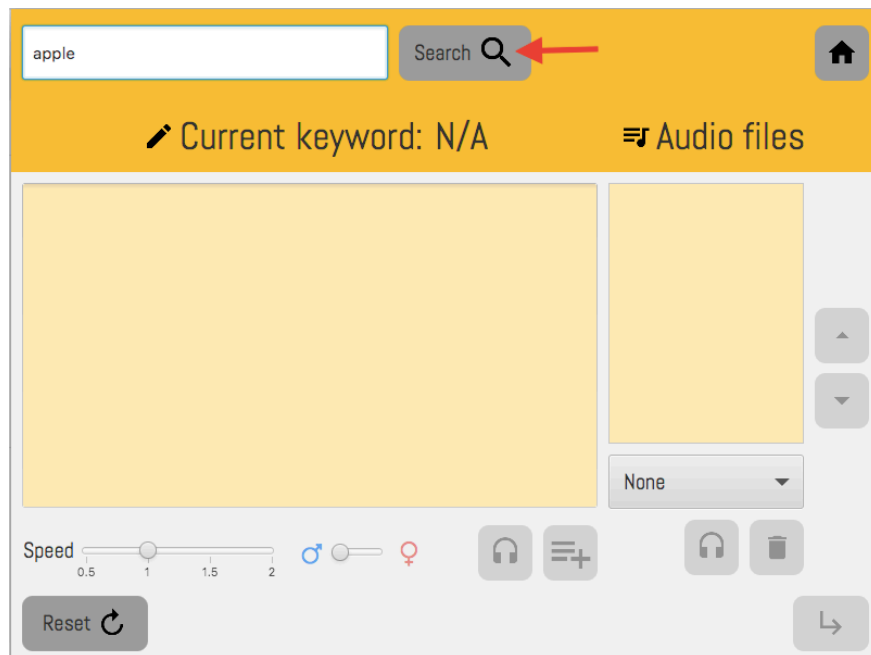 apple
Search
Current keyword: N/A
Audio files
None
Speed
0.5 1 1.5 2
Reset